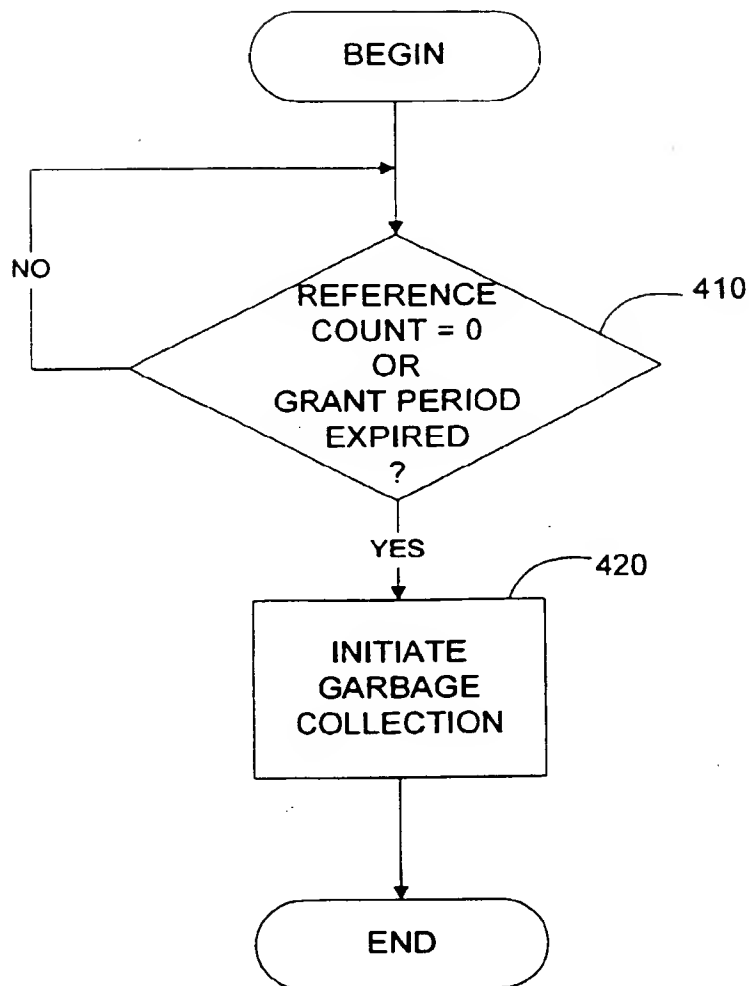 BEGIN
NO
REFERENCE
COUNT = 0
OR
GRANT PERIOD
EXPIRED
?
410
YES
420
INITIATE
GARBAGE
COLLECTION
END